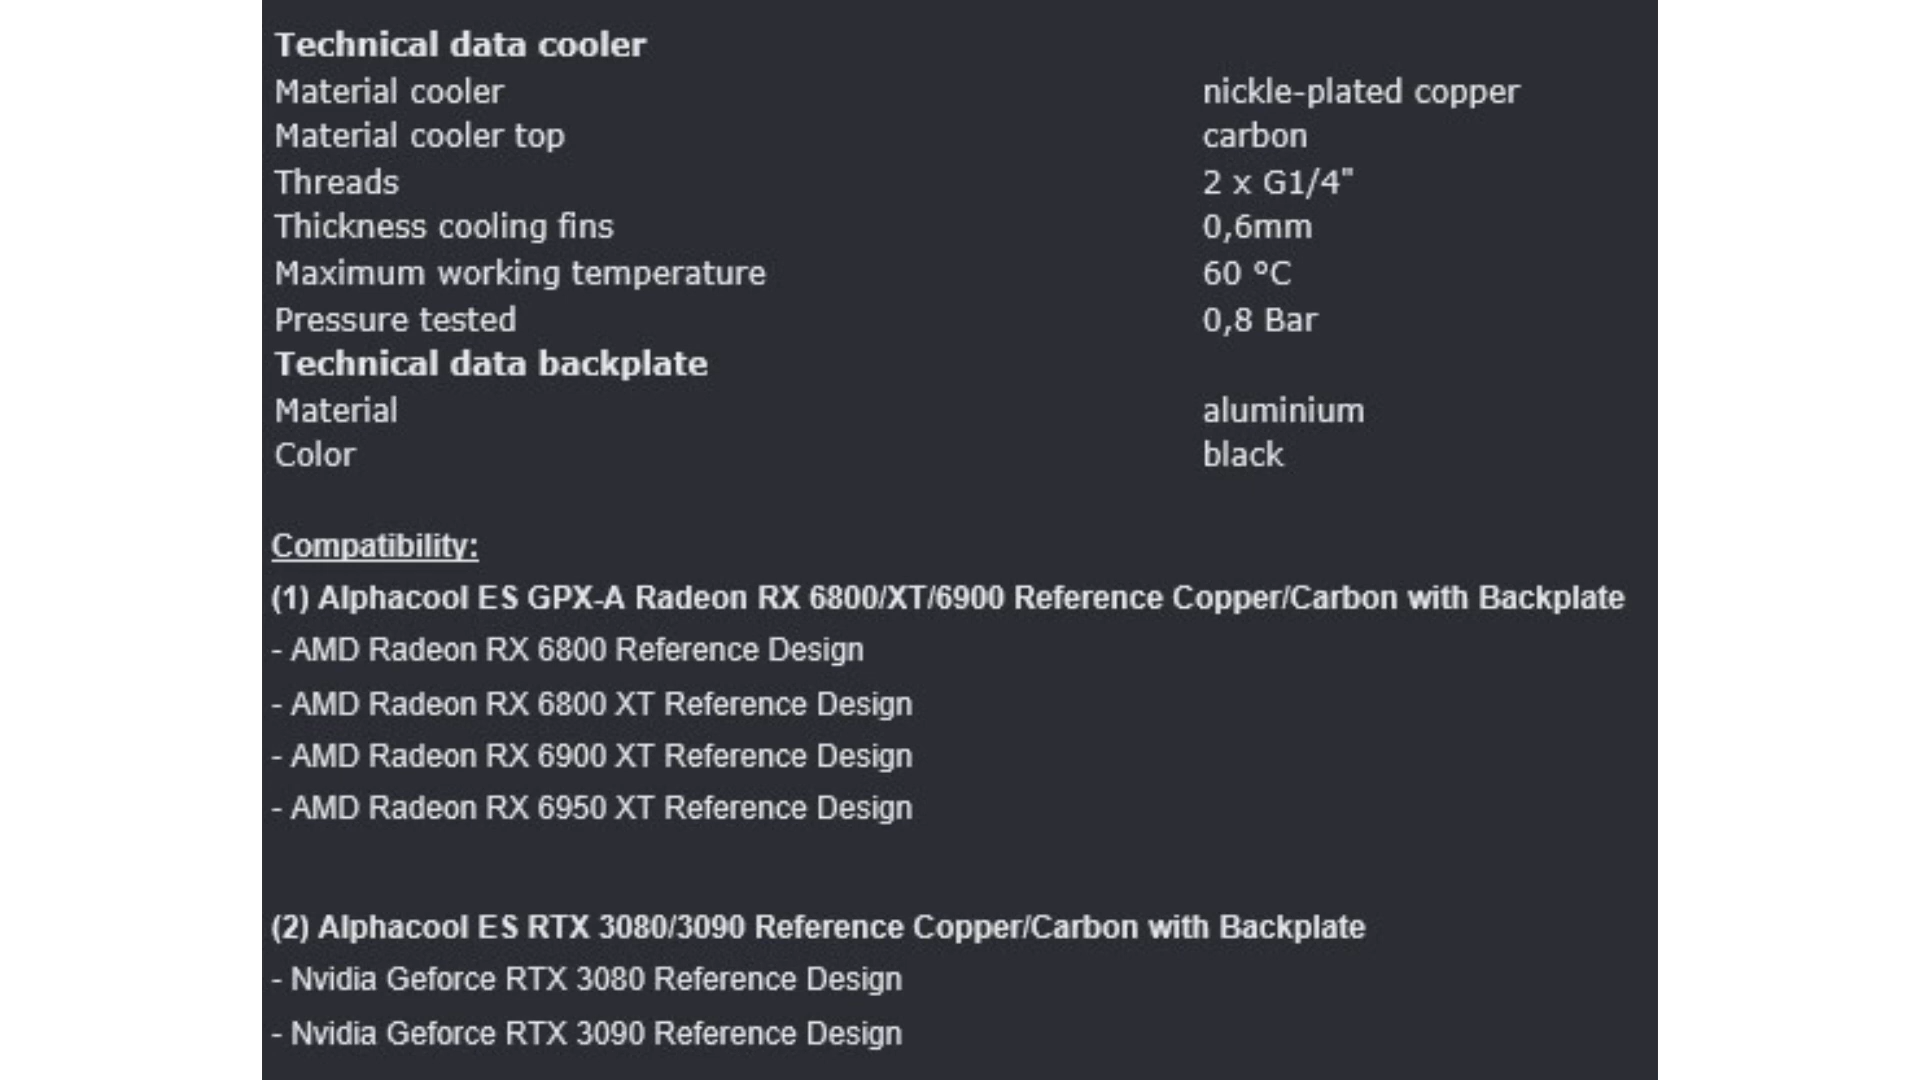 Technical data cooler
Material cooler nickle-plated copper
Material cooler top carbon
Threads 2 x G1/4"
Thickness cooling fins 0,6mm
Maximum working temperature 60 °C
Pressure tested 0,8 Bar
Technical data backplate
Material aluminium
Color black
Compatibility:
(1) Alphacool ES GPX-A Radeon RX 6800/XT/6900 Reference Copper/Carbon with Backplate
- AMD Radeon RX 6800 Reference Design
- AMD Radeon RX 6800 XT Reference Design
- AMD Radeon RX 6900 XT Reference Design
- AMD Radeon RX 6950 XT Reference Design
(2) Alphacool ES RTX 3080/3090 Reference Copper/Carbon with Backplate
- Nvidia Geforce RTX 3080 Reference Design
- Nvidia Geforce RTX 3090 Reference Design